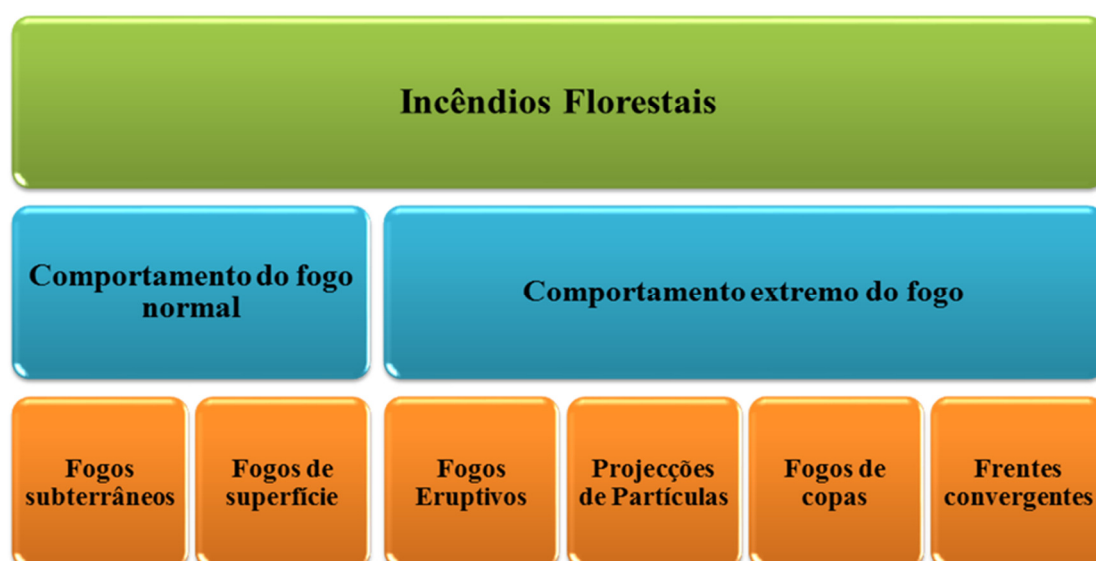 Incêndios Florestais
Comportamento do fogo
normal
Comportamento extremo do fogo
Fogos
subterrâneos
Fogos de
superfície
Fogos
Eruptivos
Projecções
de Partículas
Fogos de
copas
Frentes
convergentes